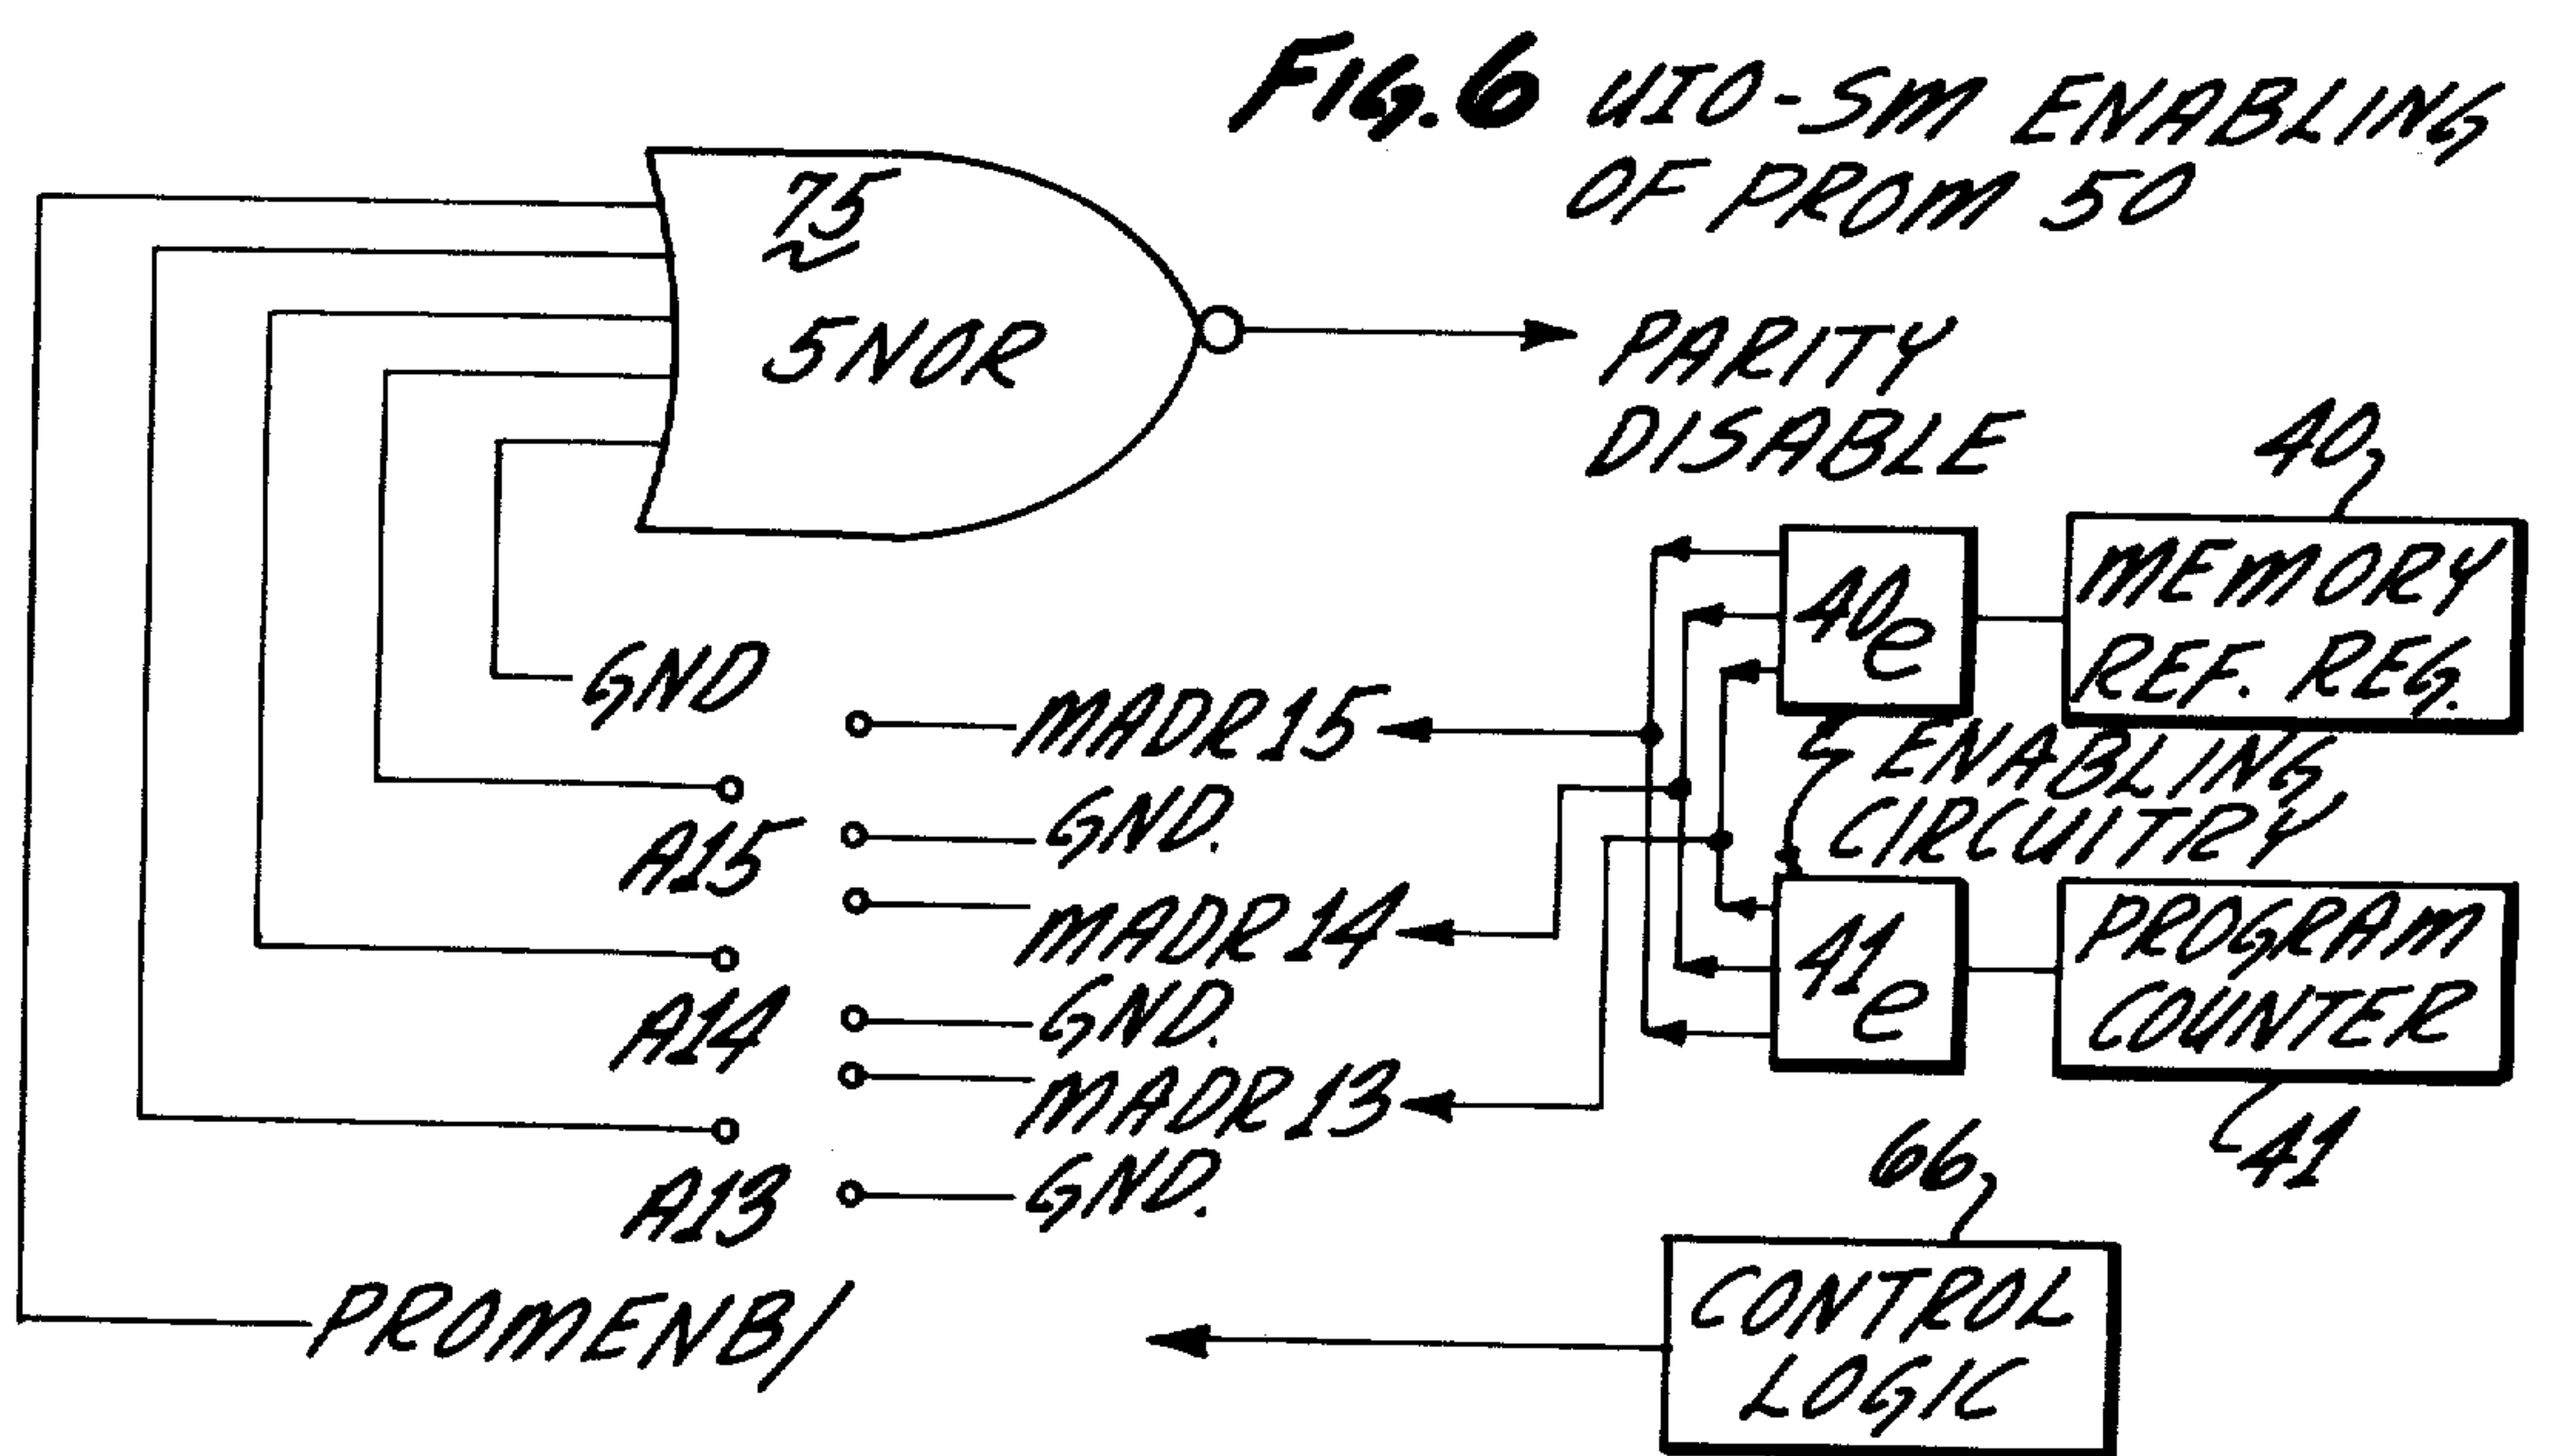 FIG. 6 UIO-SM ENABLING
OF PROM 50
75
5NOR
PARITY
DISABLE
40
40e
MEMORY
REF. REG.
GND
MADR15
ENABLING
CIRCUITRY
A15
GND.
MADR14
41e
PROGRAM
COUNTER
A14
GND.
MADR13
41
A13
GND.
66
PROMENB/
CONTROL
LOGIC